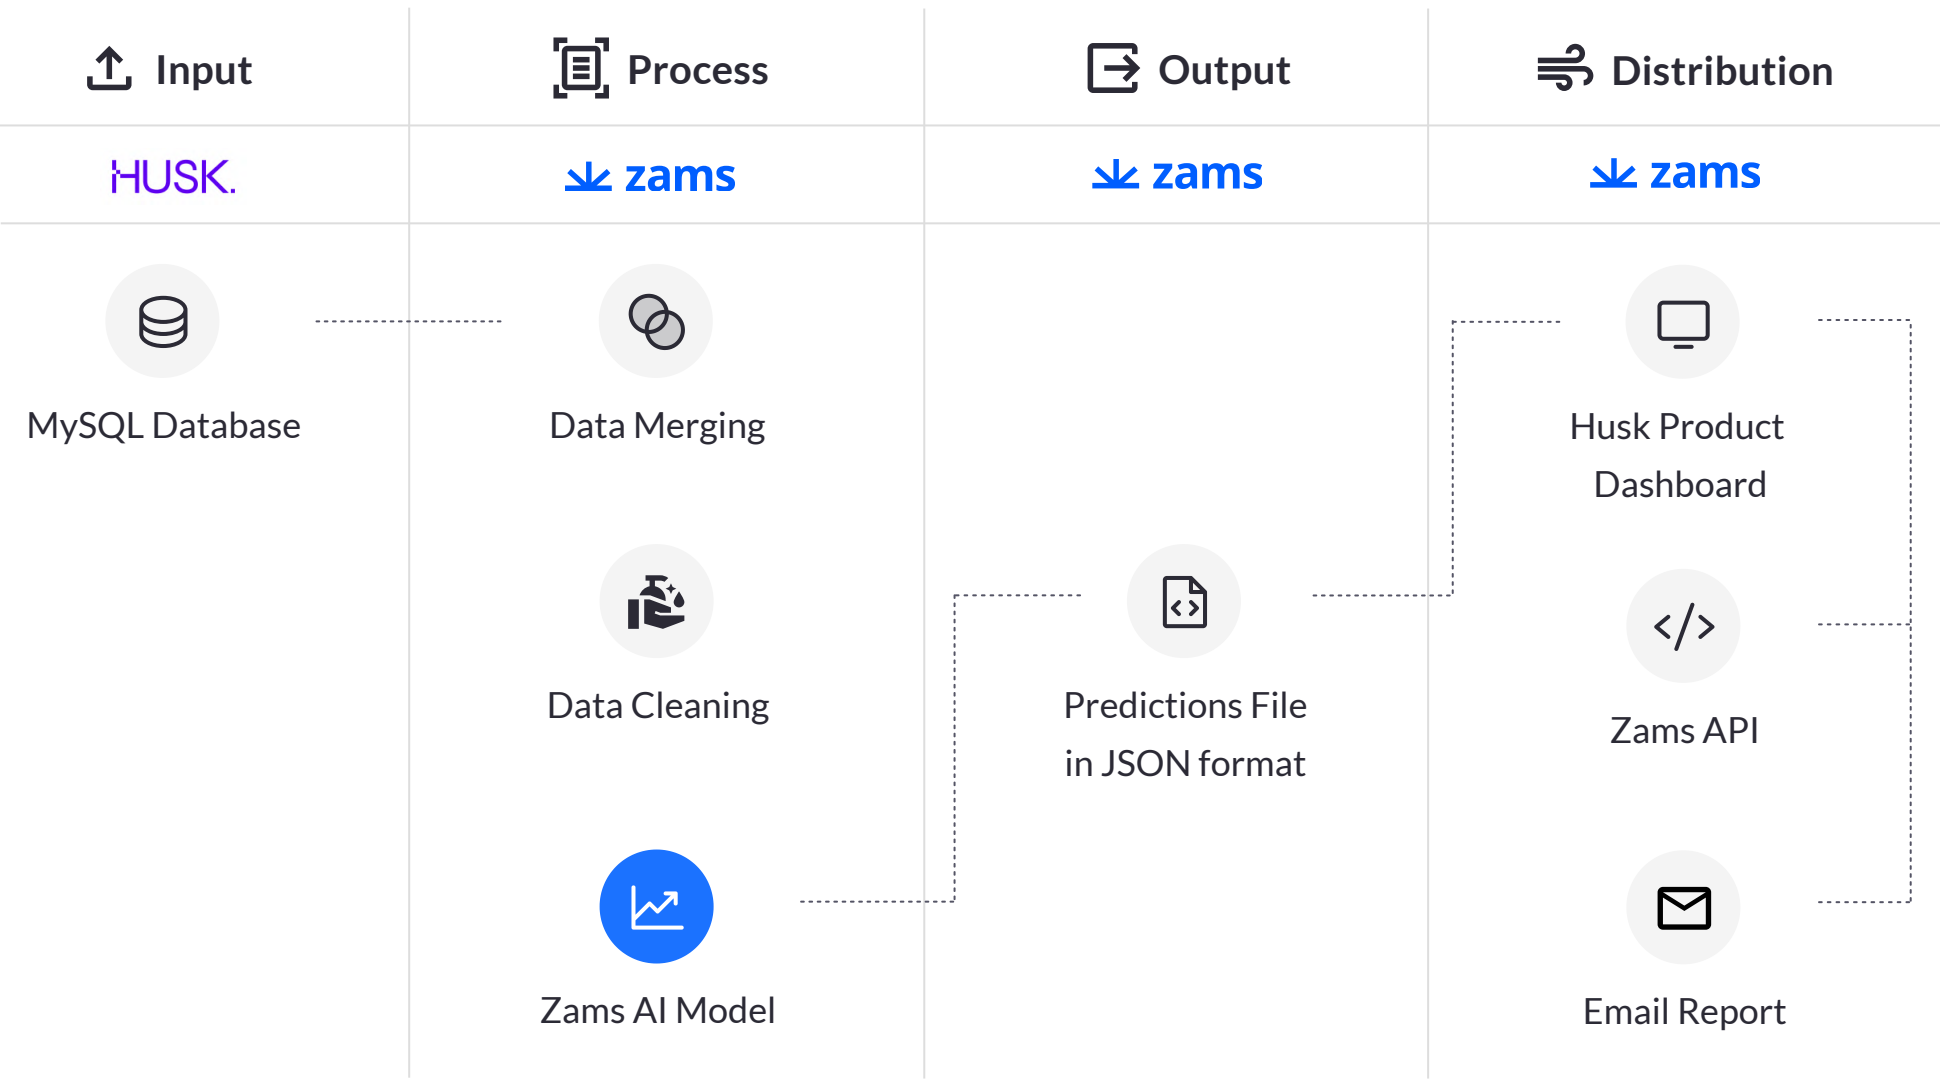 Input
Process
Output
Distribution
HUSK.
zams
zams
zams
MySQL Database
Data Merging
Husk Product
Dashboard
Data Cleaning
Predictions File
in JSON format
Zams API
Zams AI Model
Email Report